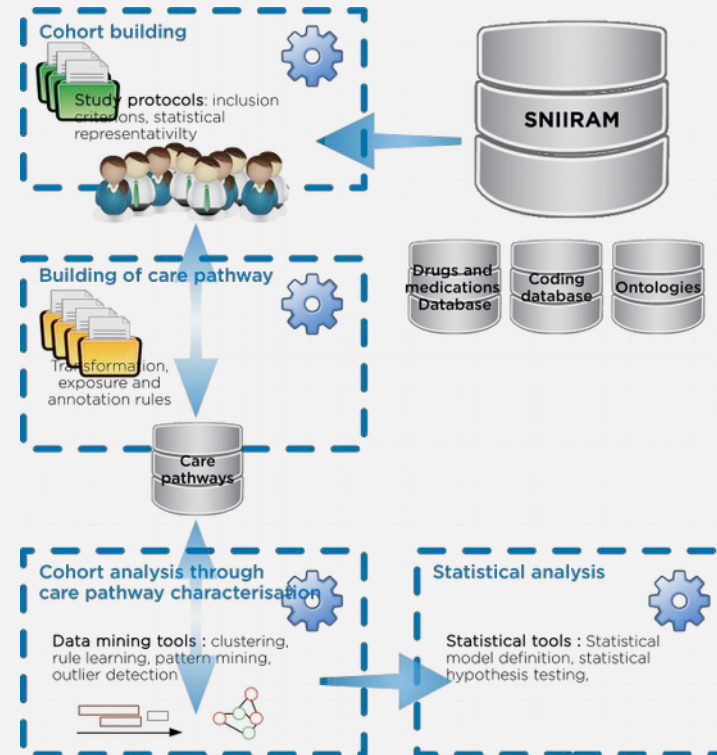 Cohort building
Study protocols: inclusion
criterions, statistical
representativilty
SNIIRAM
Building of care pathway
Transformation,
exposure and
annotation rules
Drugs and
medications
Database
Coding
database
Ontologies
Care
pathways
Cohort analysis through
care pathway characterisation
Data mining tools : clustering,
rule learning, pattern mining,
outlier detection
Statistical analysis
Statistical tools : Statistical
model definition, statistical
hypothesis testing,